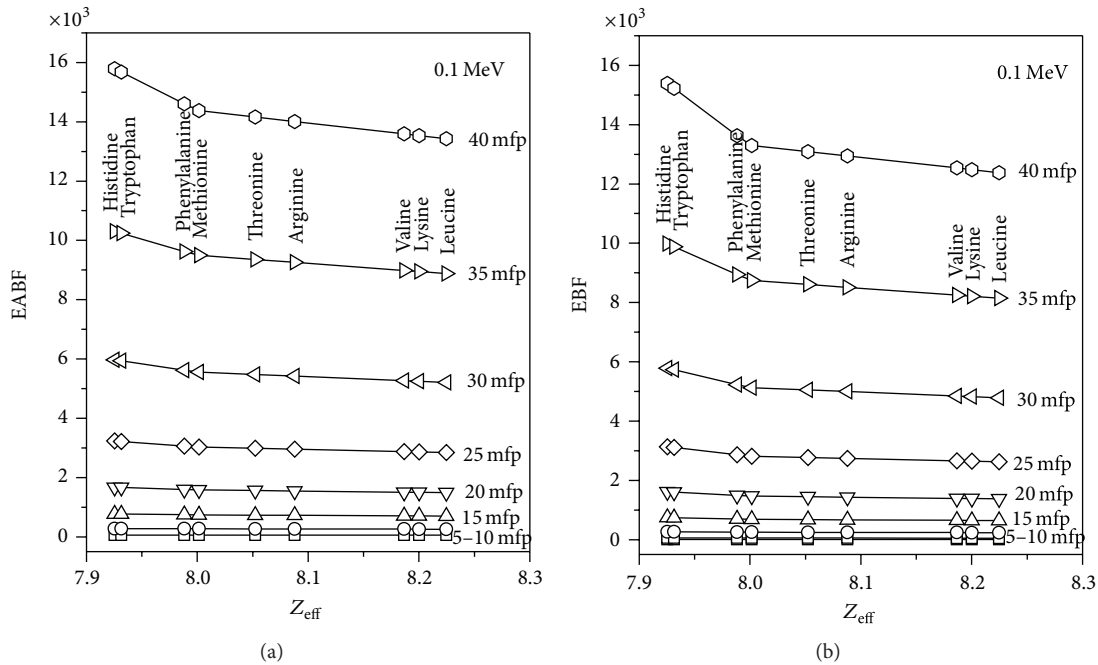 ×10³
16
14
12
10
8
6
4
2
0
EABF
7.9
8.0
8.1
8.2
8.3
Z_eff
0.1 MeV
40 mfp
35 mfp
30 mfp
25 mfp
20 mfp
15 mfp
5–10 mfp
Histidine
Tryptophan
Phenylalanine
Methionine
Threonine
Arginine
Valine
Lysine
Leucine
(a)
×10³
16
14
12
10
8
6
4
2
0
EBF
7.9
8.0
8.1
8.2
8.3
Z_eff
0.1 MeV
40 mfp
35 mfp
30 mfp
25 mfp
20 mfp
15 mfp
5–10 mfp
Histidine
Tryptophan
Phenylalanine
Methionine
Threonine
Arginine
Valine
Lysine
Leucine
(b)